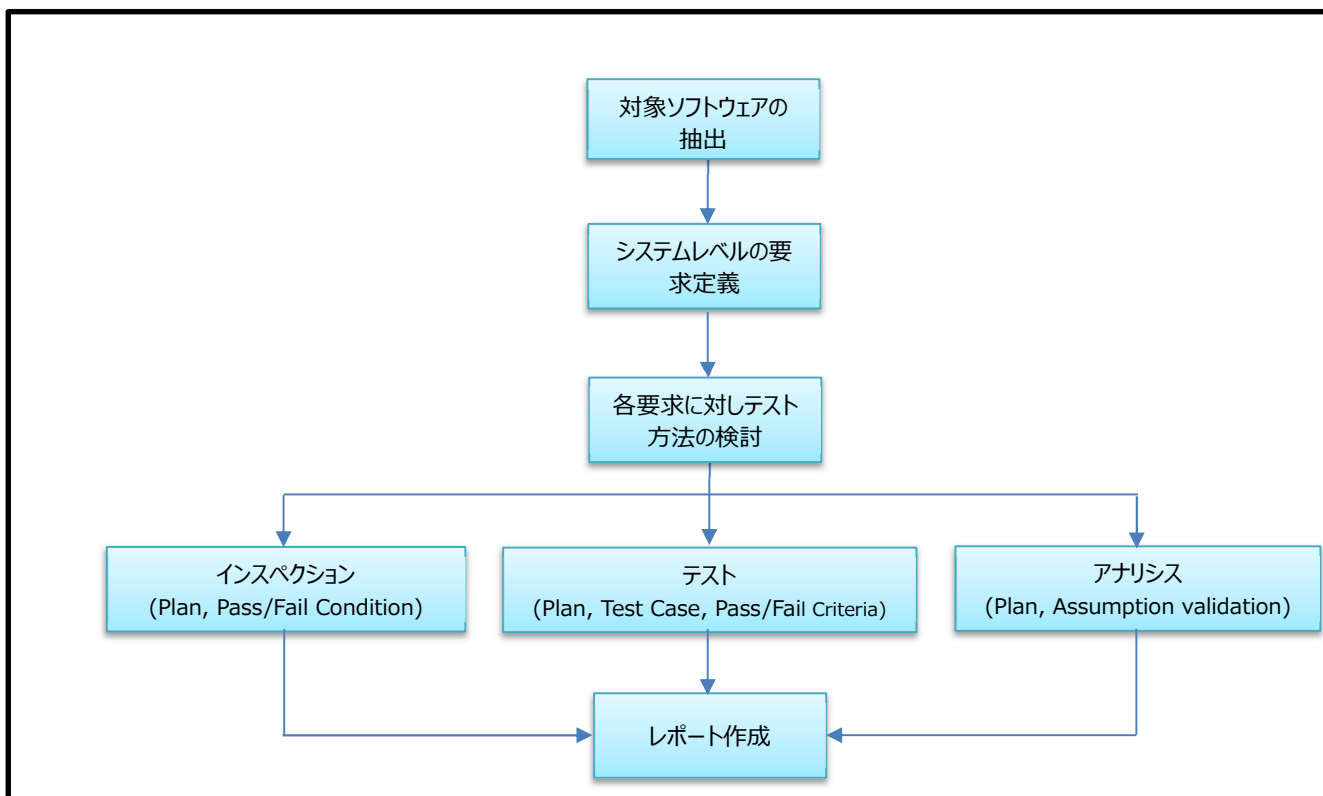 対象ソフトウェアの
抽出
システムレベルの要
求定義
各要求に対しテスト
方法の検討
インスペクション
(Plan, Pass/Fail Condition)
テスト
(Plan, Test Case, Pass/Fail Criteria)
アナリシス
(Plan, Assumption validation)
レポート作成